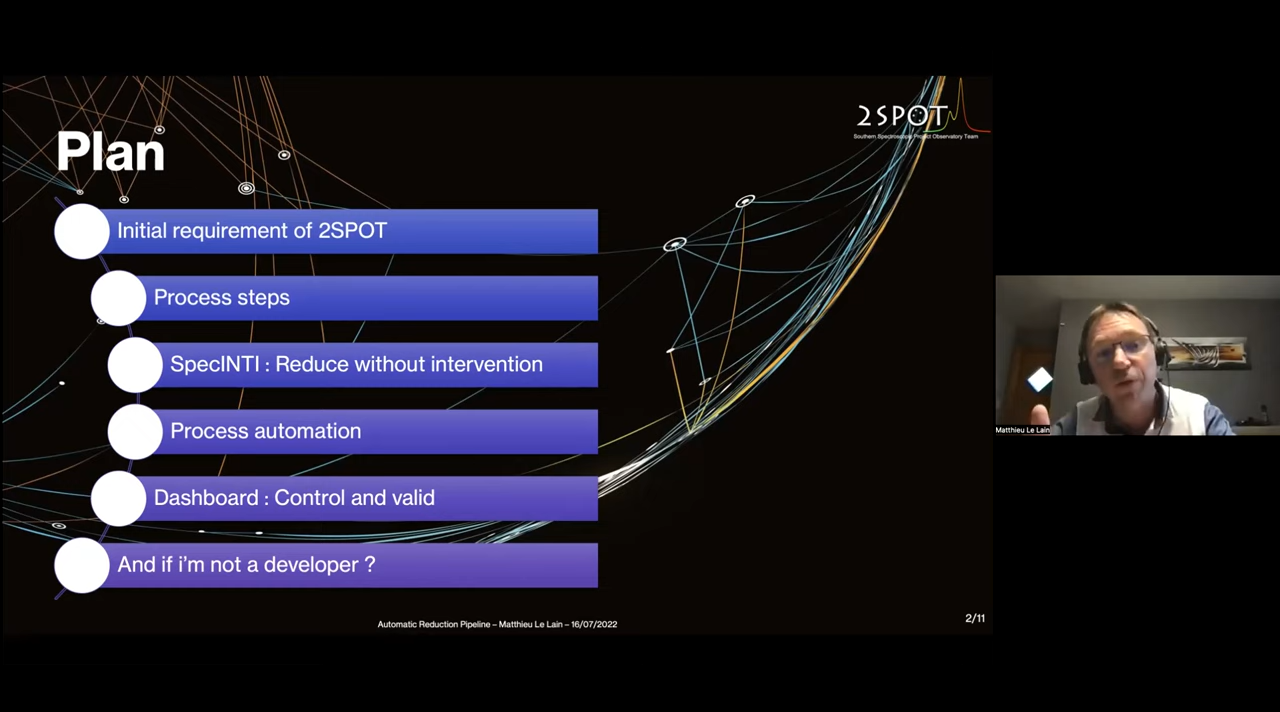 2SPOT
Southern Spectroscopic Project Observatory Team
Plan
Initial requirement of 2SPOT
Process steps
SpecINTI : Reduce without intervention
Process automation
Dashboard : Control and valid
And if i'm not a developer ?
Automatic Reduction Pipeline – Matthieu Le Lain – 16/07/2022
2/11
Matthieu Le Lain